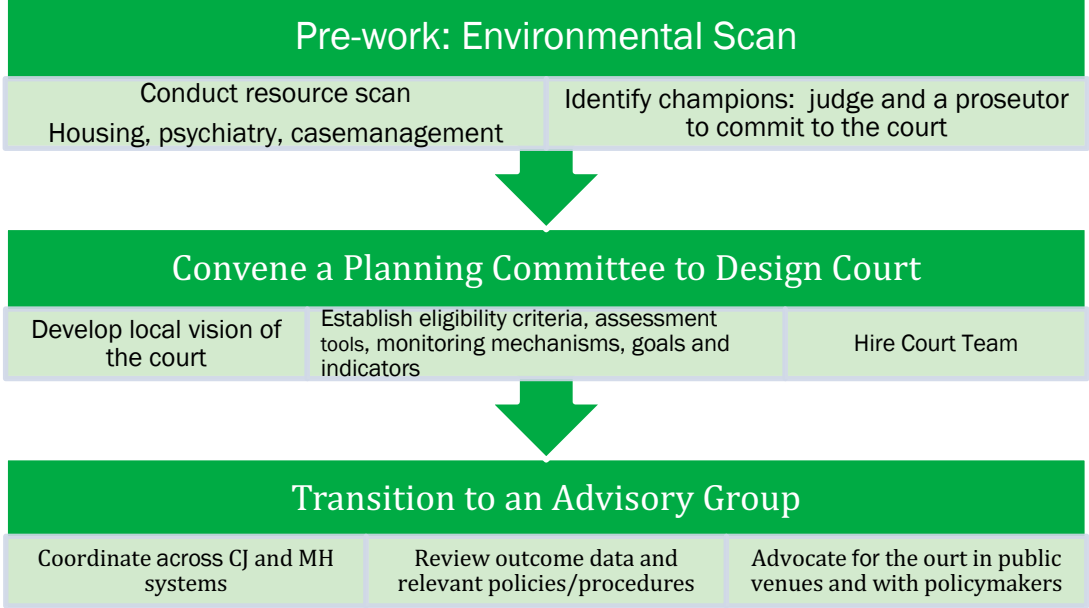 Pre-work: Environmental Scan
Conduct resource scan
Housing, psychiatry, casemanagement
Identify champions: judge and a proseutor
to commit to the court
Convene a Planning Committee to Design Court
Develop local vision of
the court
Establish eligibility criteria, assessment
tools, monitoring mechanisms, goals and
indicators
Hire Court Team
Transition to an Advisory Group
Coordinate across CJ and MH
systems
Review outcome data and
relevant policies/procedures
Advocate for the ourt in public
venues and with policymakers